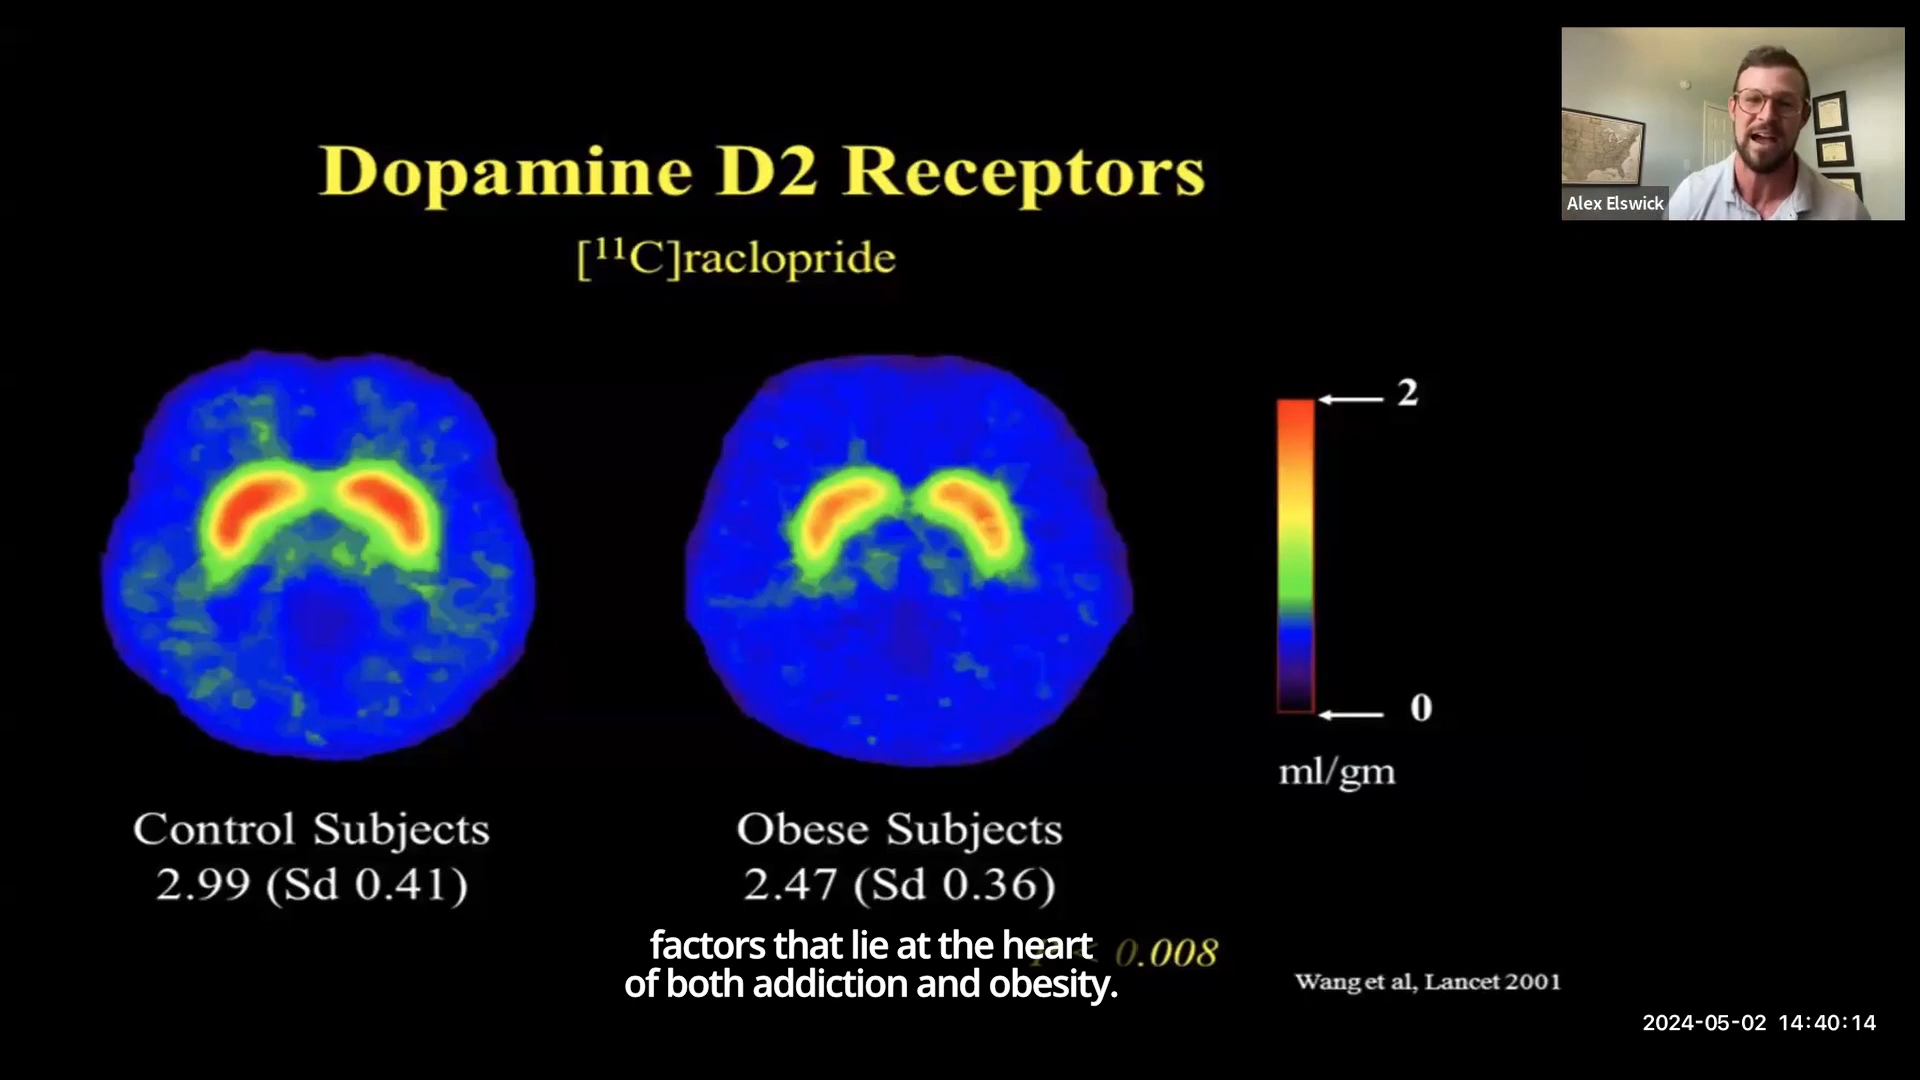 Dopamine D2 Receptors
[¹¹C]raclopride
Alex Elswick
2
0
ml/gm
Control Subjects
2.99 (Sd 0.41)
Obese Subjects
2.47 (Sd 0.36)
factors that lie at the heart
of both addiction and obesity.
< 0.008
Wang et al, Lancet 2001
2024-05-02 14:40:14